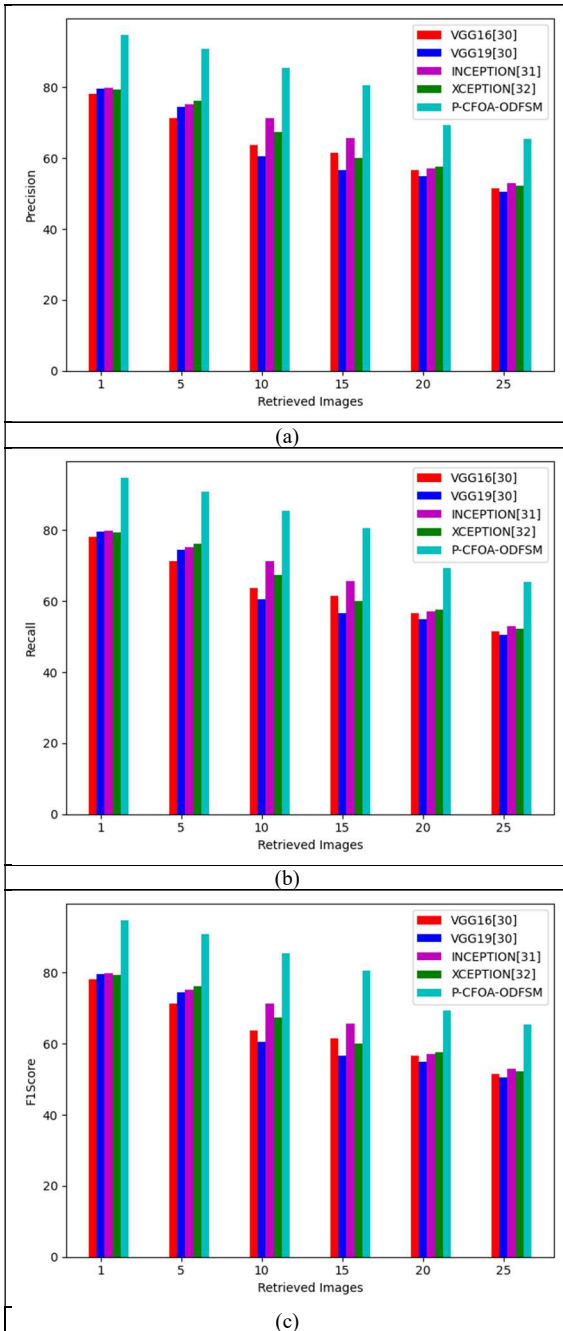 VGG16[30]
VGG19[30]
INCEPTION[31]
XCEPTION[32]
P-CFOA-ODFSM
80
60
40
20
0
Precision
1 5 10 15 20 25
Retrieved Images
(a)
VGG16[30]
VGG19[30]
INCEPTION[31]
XCEPTION[32]
P-CFOA-ODFSM
80
60
40
20
0
Recall
1 5 10 15 20 25
Retrieved Images
(b)
VGG16[30]
VGG19[30]
INCEPTION[31]
XCEPTION[32]
P-CFOA-ODFSM
80
60
40
20
0
F1Score
1 5 10 15 20 25
Retrieved Images
(c)